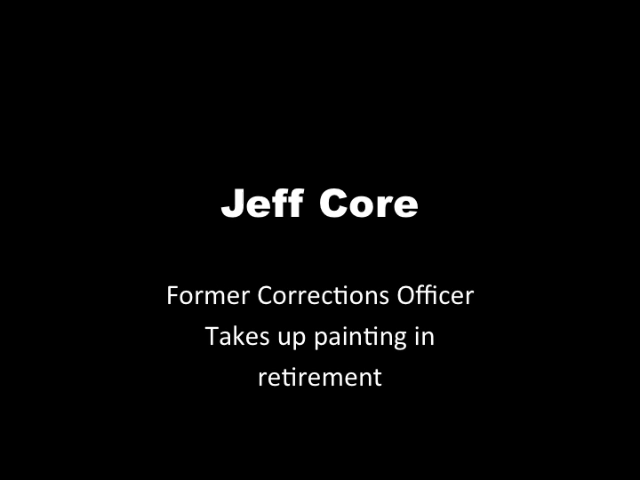 Jeff Core
Former Corrections Officer
Takes up painting in
retirement